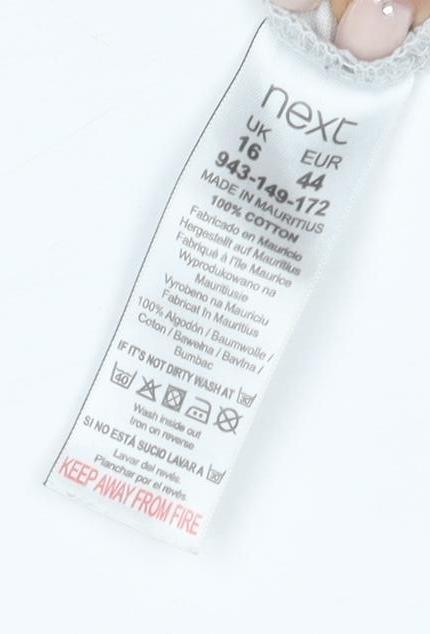 next
UK EUR
16 44
943-149-172
MADE IN MAURITIUS
100% COTTON
Fabricado en Mauricio
Hergestellt auf Mauritius
Fabriqué à l'Ile Maurice
Wyprodukowano na
Mauritiusie
Vyrobeno na Mauriciu
Fabricat în Mauritius
100% Algodón / Baumwolle /
Coton / Bawełna / Bavlna /
Bumbac
IF IT'S NOT DIRTY WASH AT 30
40
Wash inside out
Iron on reverse
SI NO ESTÁ SUCIO LAVAR A 30
Lavar del revés.
Planchar por el revés.
KEEP AWAY FROM FIRE